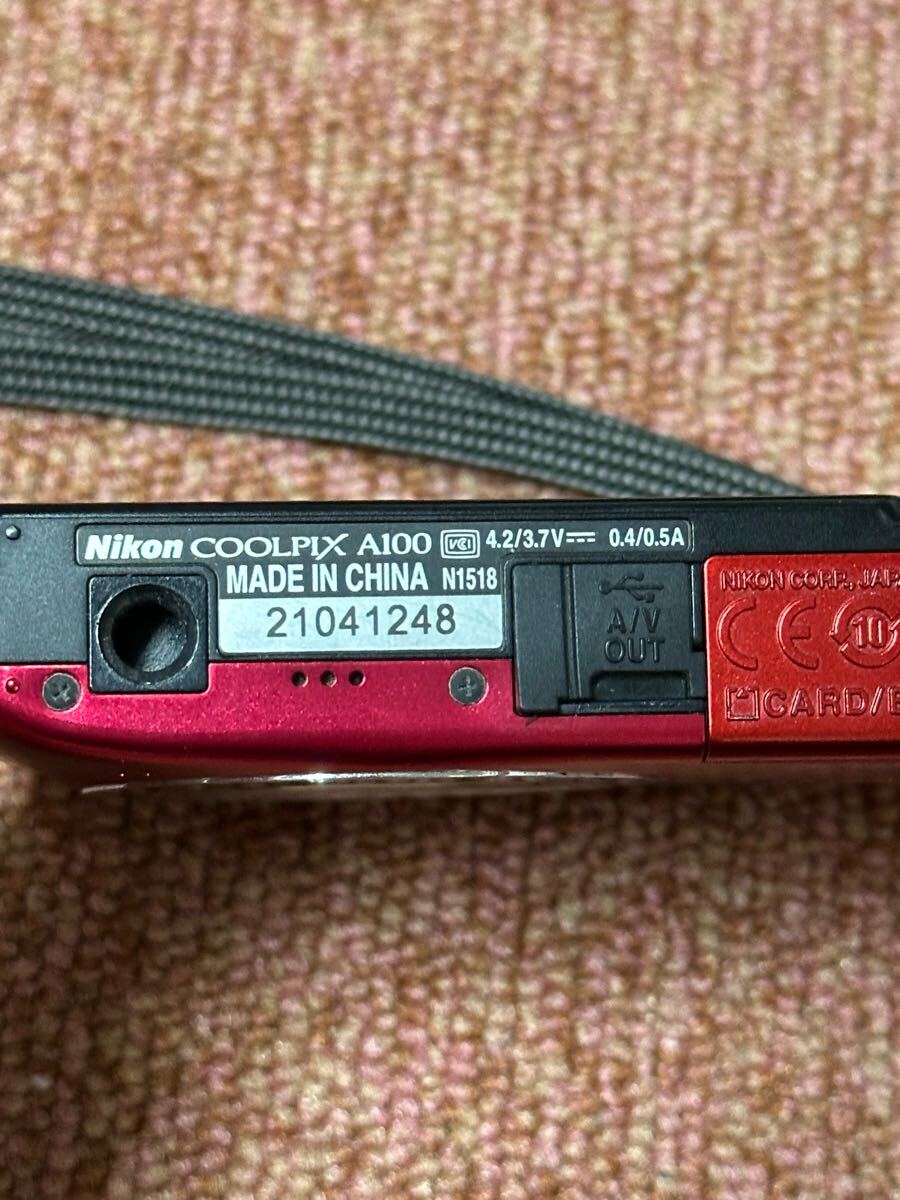 Nikon COOLPIX A100 VCCI 4.2/3.7V⎓ 0.4/0.5A
MADE IN CHINA N1518
21041248
A/V
OUT
NIKON CORP., JAPA
CE 10
CARD/B